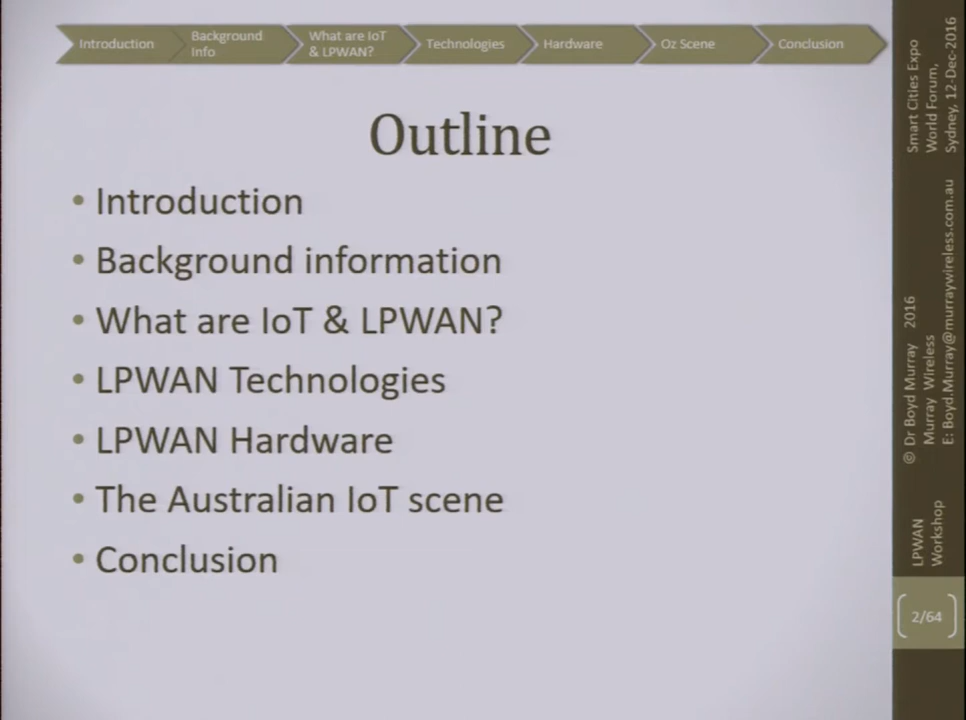 Introduction
Background
Info
What are IoT
& LPWAN?
Technologies
Hardware
Oz Scene
Conclusion
Outline
• Introduction
• Background information
• What are IoT & LPWAN?
• LPWAN Technologies
• LPWAN Hardware
• The Australian IoT scene
• Conclusion
Smart Cities Expo
World Forum,
Sydney, 12-Dec-2016
© Dr Boyd Murray 2016
Murray Wireless
E: Boyd.Murray@murraywireless.com.au
LPWAN
Workshop
2/64